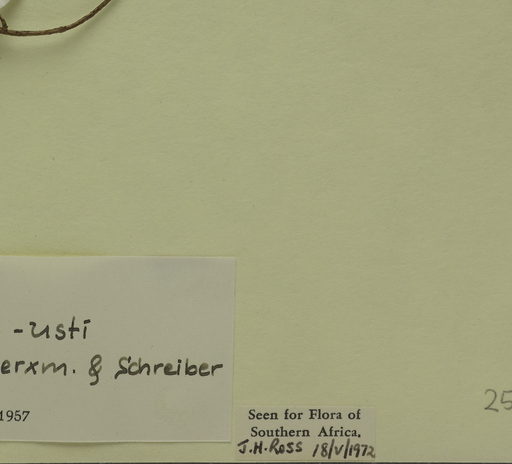 -usti
erxm. & Schreiber
1957
25
Seen for Flora of
Southern Africa,
J.H. Ross 18/V/1972